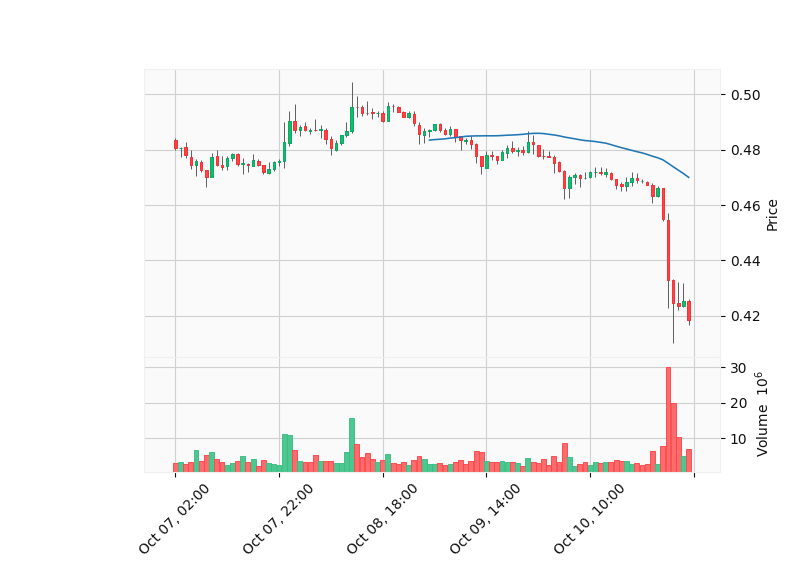 0.50
0.48
0.46
0.44
0.42
Price
30
20
10
Volume 10⁶
Oct 07, 02:00
Oct 07, 22:00
Oct 08, 18:00
Oct 09, 14:00
Oct 10, 10:00